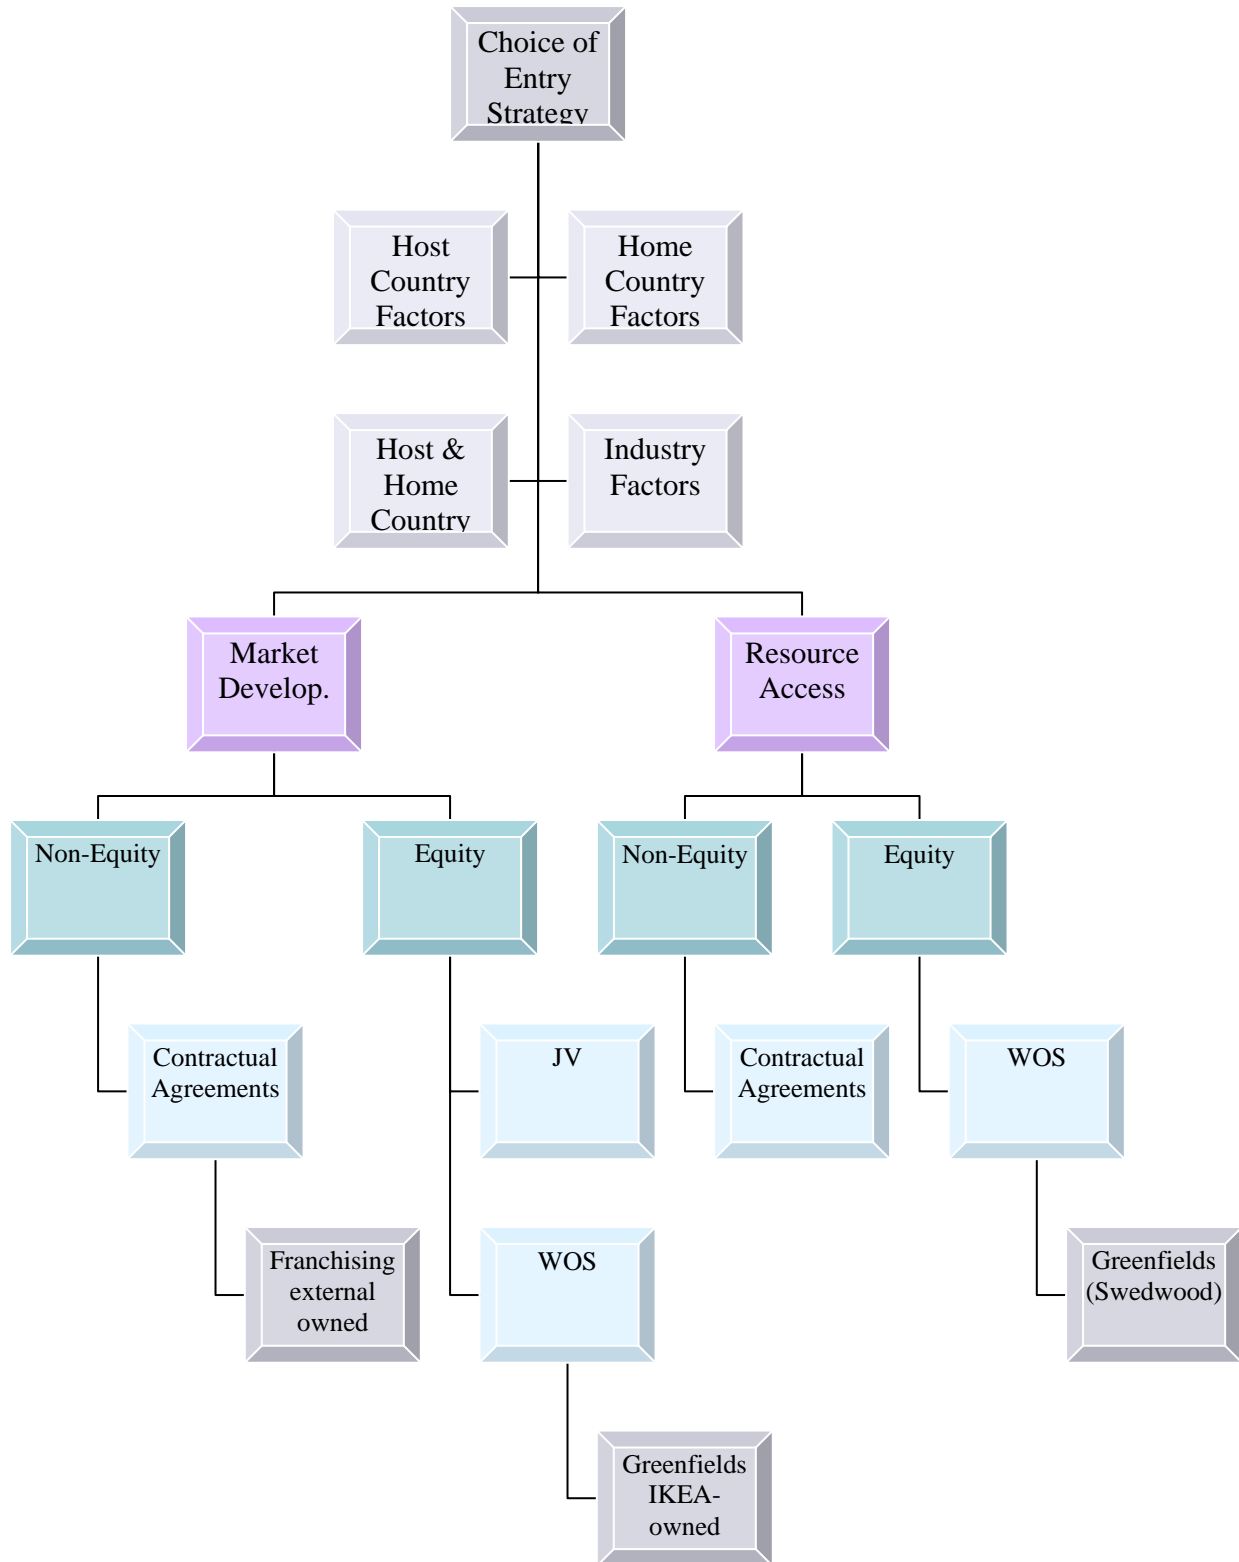 Choice of
Entry
Strategy
Host
Country
Factors
Home
Country
Factors
Host &
Home
Country
Industry
Factors
Market
Develop.
Resource
Access
Non-Equity
Equity
Non-Equity
Equity
Contractual
Agreements
JV
Contractual
Agreements
WOS
Franchising
external
owned
WOS
Greenfields
(Swedwood)
Greenfields
IKEA-
owned